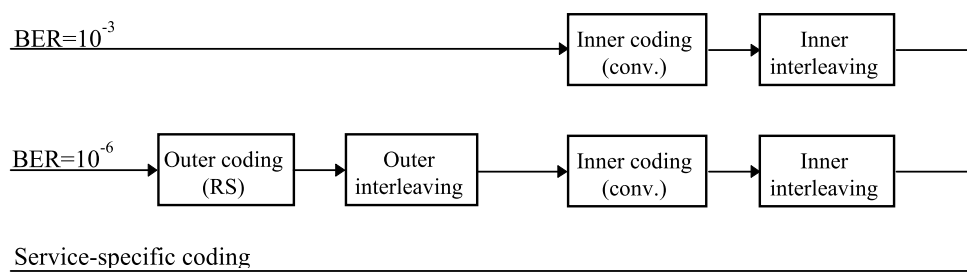 BER=10⁻³
Inner coding
(conv.)
Inner
interleaving
BER=10⁻⁶
Outer coding
(RS)
Outer
interleaving
Inner coding
(conv.)
Inner
interleaving
Service-specific coding